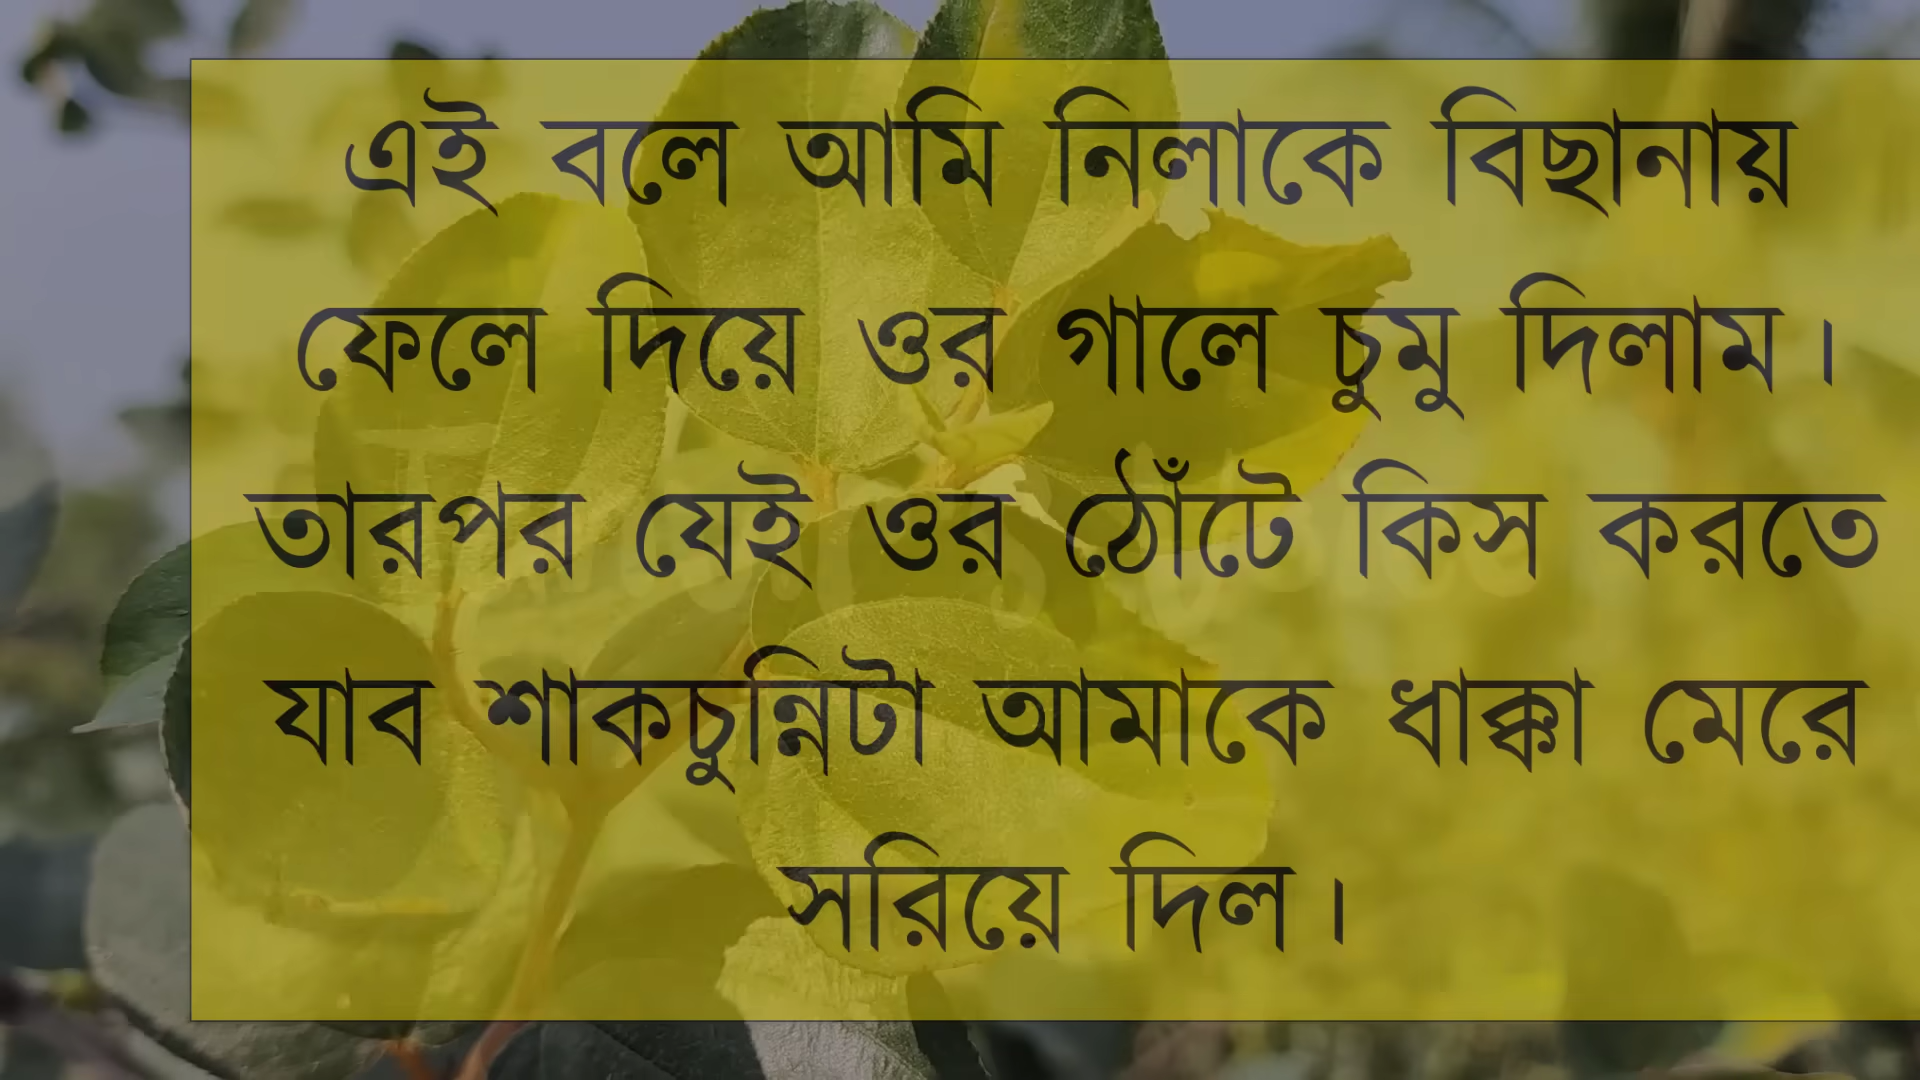 এই বলে আমি নিলাকে বিছানায়
ফেলে দিয়ে ওর গালে চুমু দিলাম।
তারপর যেই ওর ঠোঁটে কিস করতে
যাব শাকচুন্নিটা আমাকে ধাক্কা মেরে
সরিয়ে দিল।